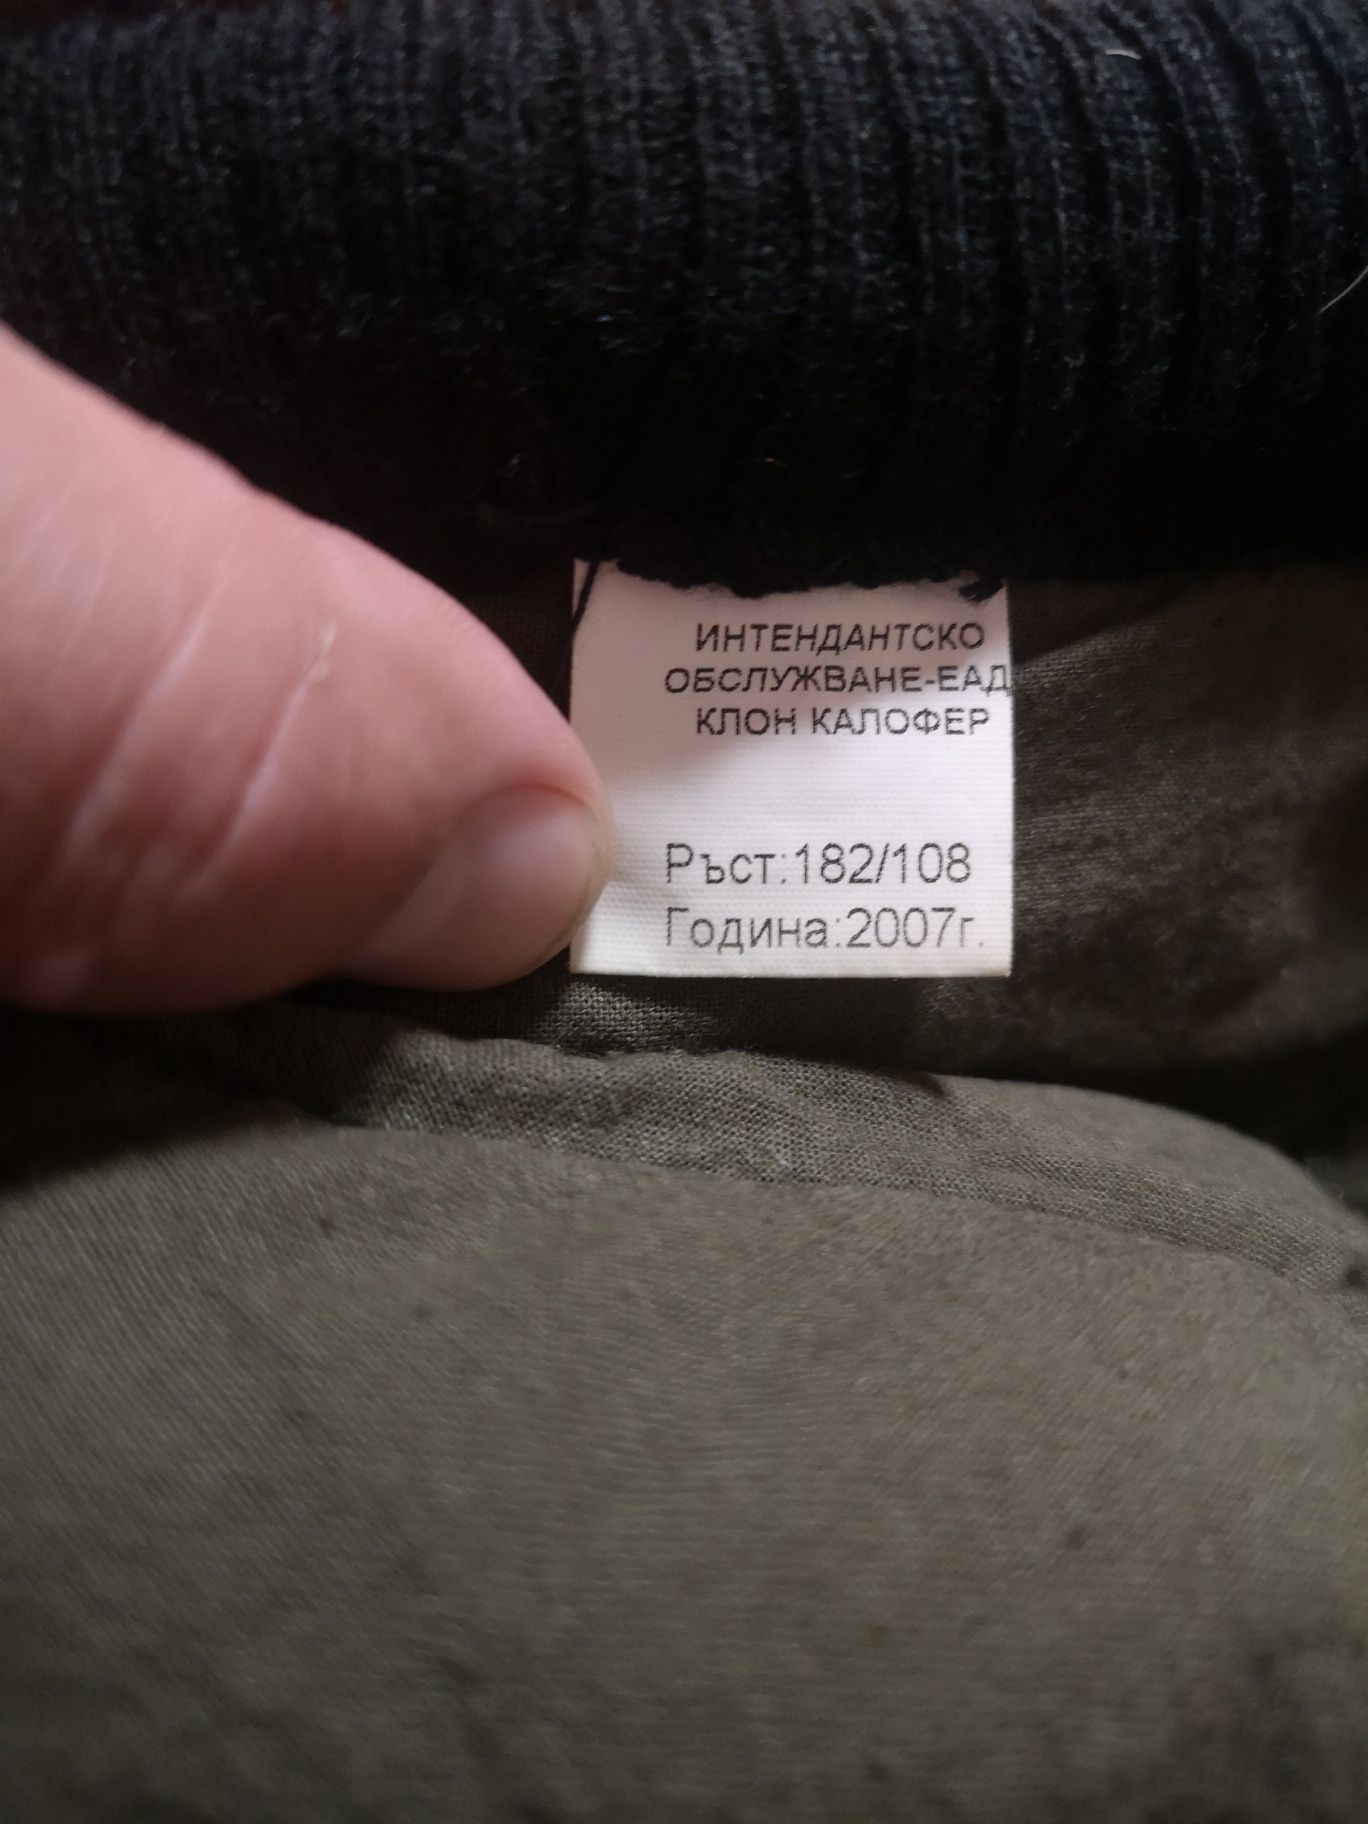 ИНТЕНДАНТСКО
ОБСЛУЖВАНЕ-ЕАД
КЛОН КАЛОФЕР
Ръст:182/108
Година:2007г.